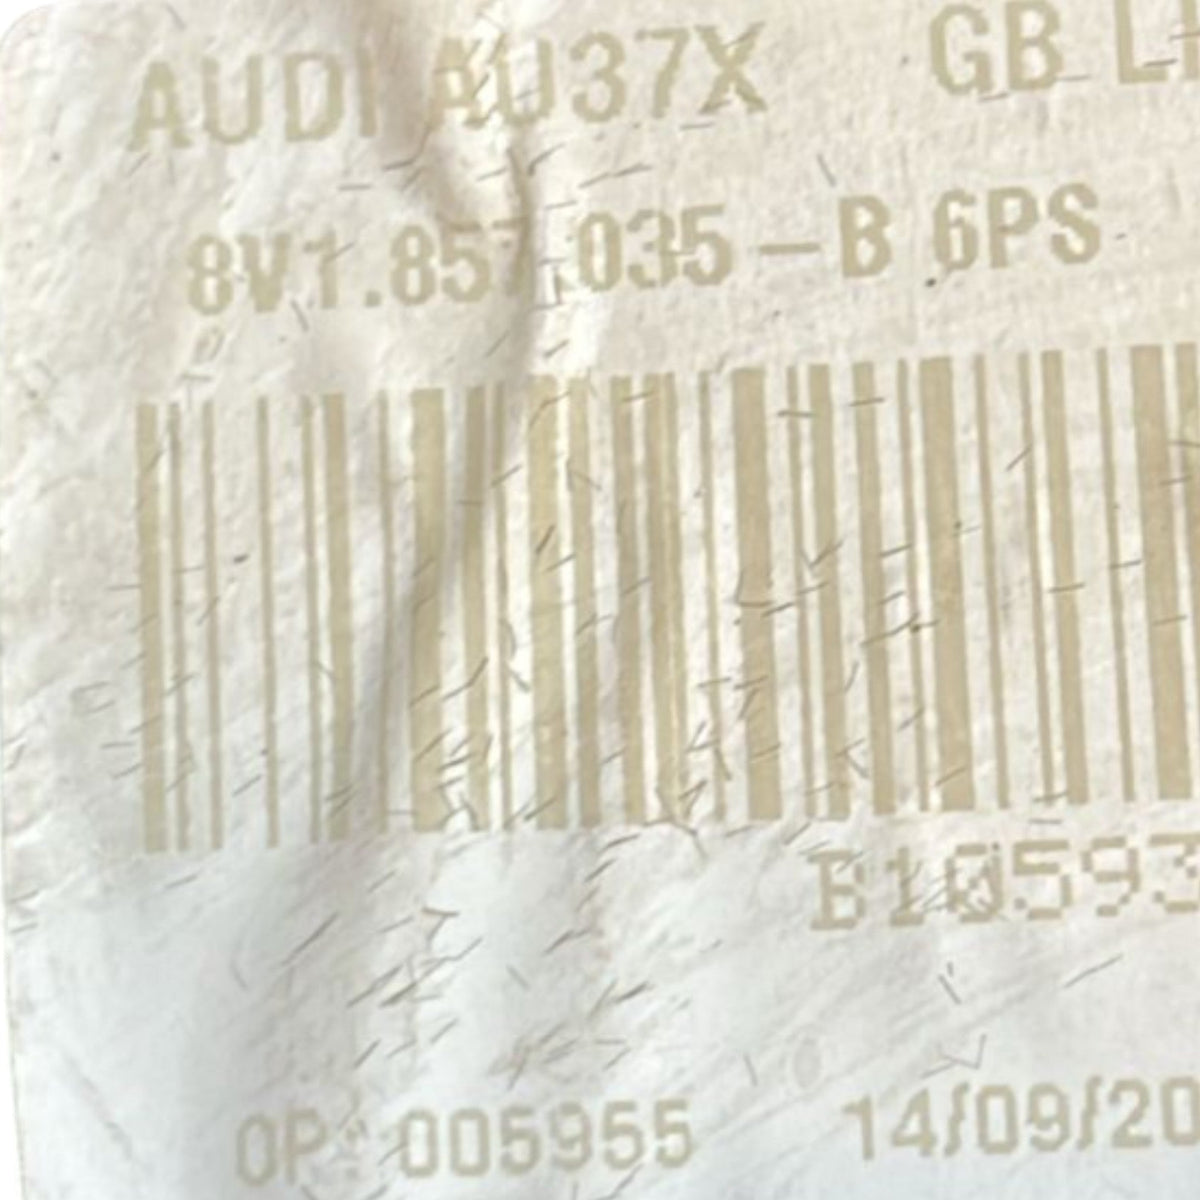 AUDI AU37X GB
8V1.857.035-B 6PS
B10593
OP: 005955 14/09/20